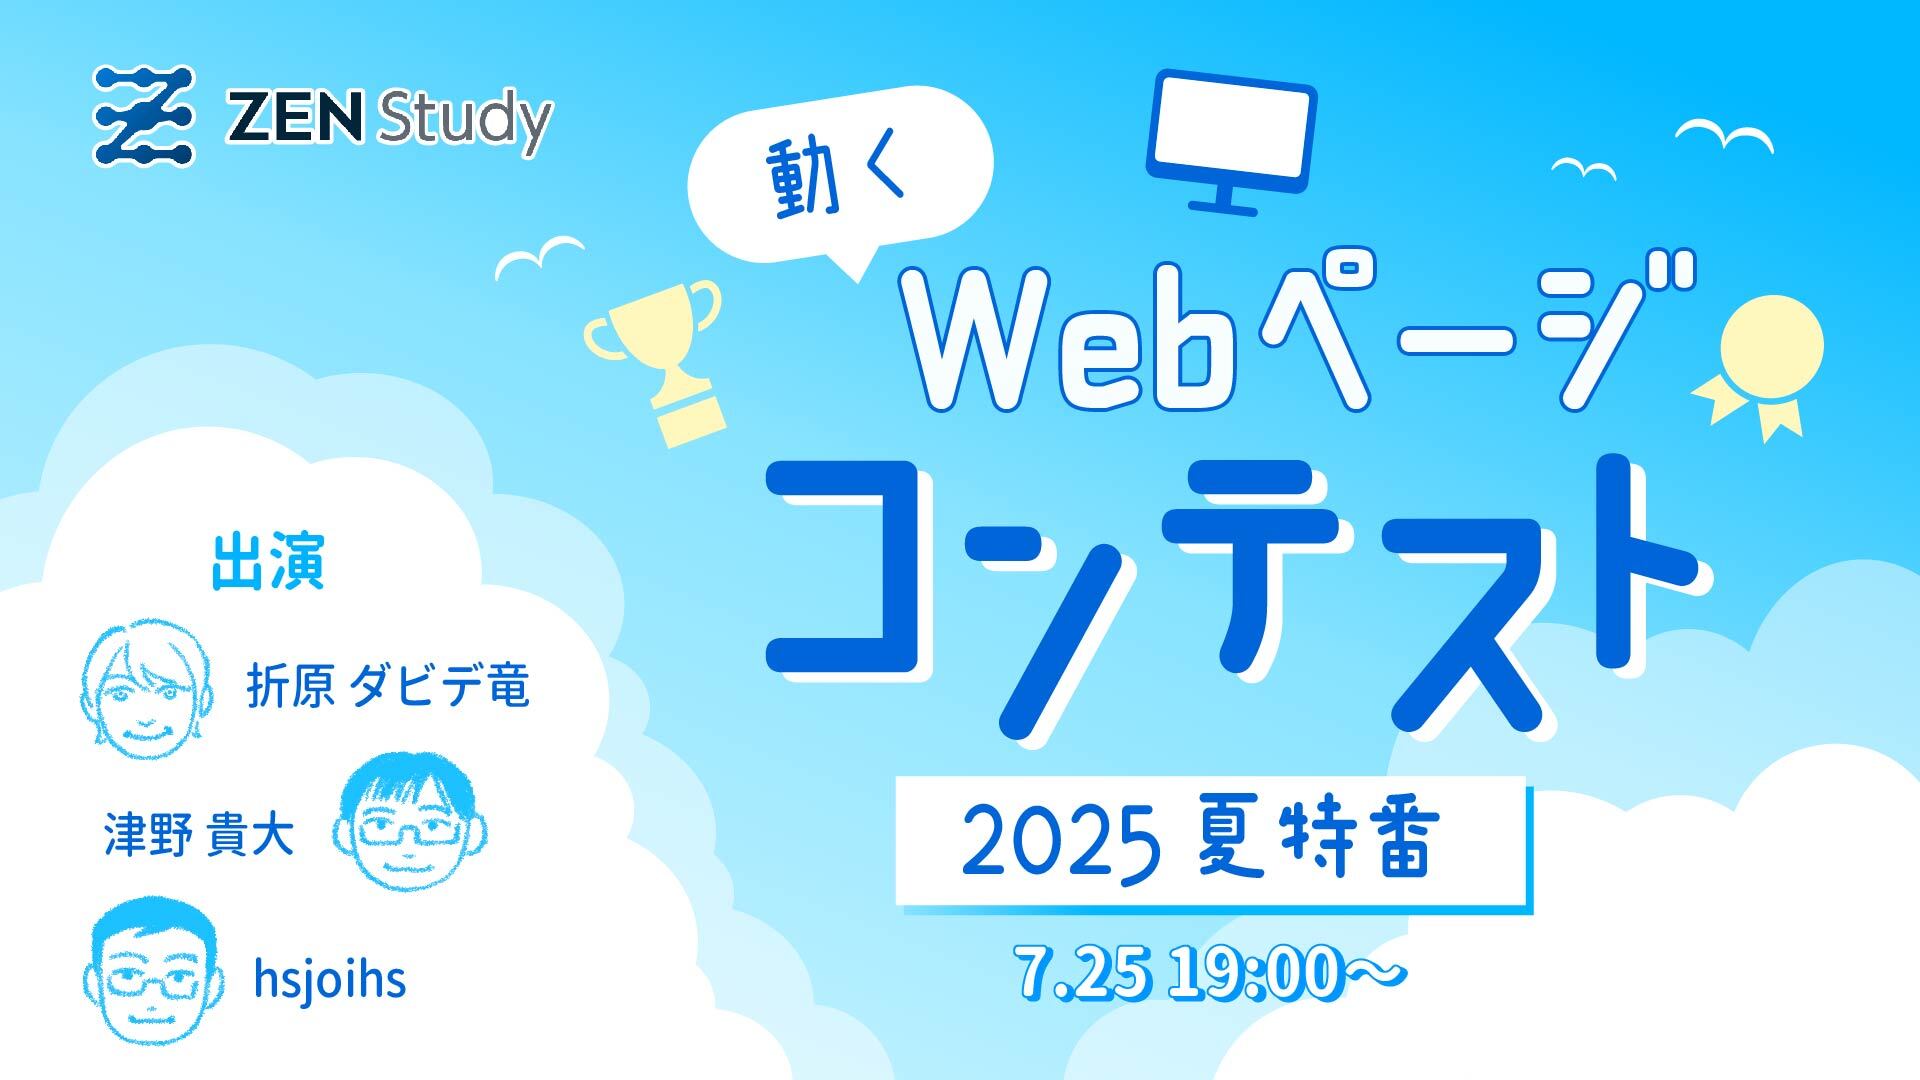 ZEN Study
動く
Webページ
コンテスト
2025 夏特番
7.25 19:00～
出演
折原 ダビデ竜
津野 貴大
hsjoihs